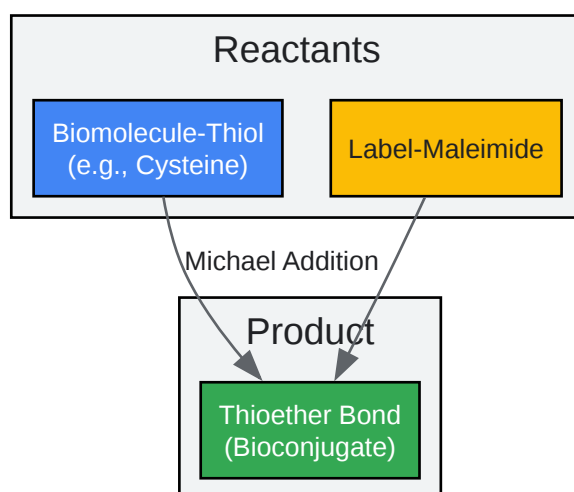 Reactants
Biomolecule-Thiol
(e.g., Cysteine)
Label-Maleimide
Michael Addition
Product
Thioether Bond
(Bioconjugate)